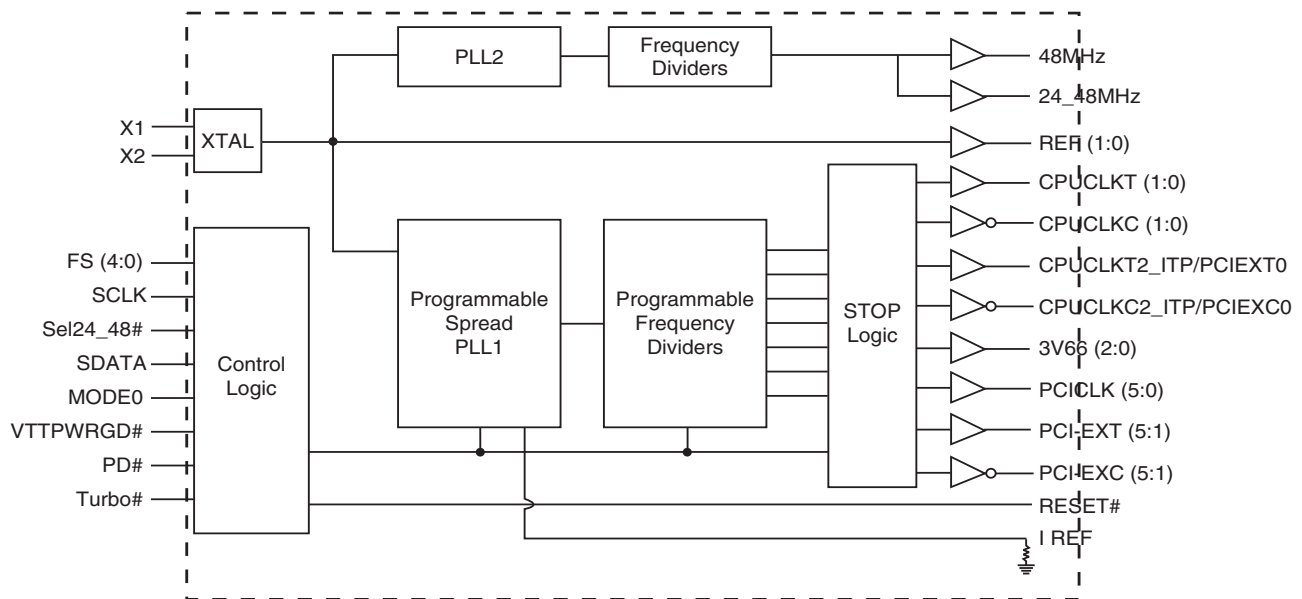 PLL2
Frequency
Dividers
48MHz
24_48MHz
X1
X2
XTAL
REF (1:0)
CPUCLKT (1:0)
CPUCLKC (1:0)
CPUCLKT2_ITP/PCIEXT0
CPUCLKC2_ITP/PCIEXC0
3V66 (2:0)
PCICLK (5:0)
PCI-EXT (5:1)
PCI-EXC (5:1)
RESET#
I REF
FS (4:0)
SCLK
Sel24_48#
SDATA
MODE0
VTTPWRGD#
PD#
Turbo#
Control
Logic
Programmable
Spread
PLL1
Programmable
Frequency
Dividers
STOP
Logic